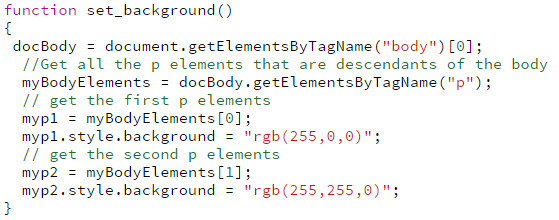 function set_background()
{
 docBody = document.getElementsByTagName("body")[0];
  //Get all the p elements that are descendants of the body
  myBodyElements = docBody.getElementsByTagName("p");
  // get the first p elements
  myp1 = myBodyElements[0];
  myp1.style.background = "rgb(255,0,0)";
  // get the second p elements
  myp2 = myBodyElements[1];
  myp2.style.background = "rgb(255,255,0)";
}